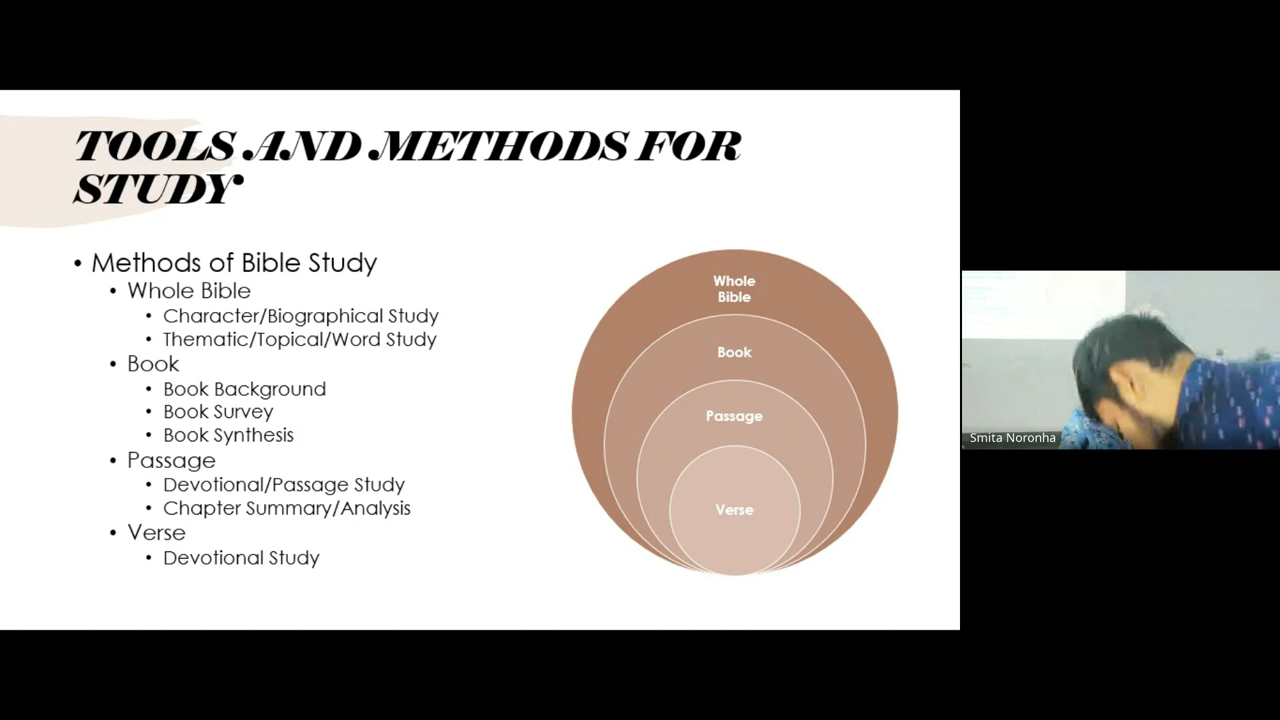 TOOLS AND METHODS FOR
STUDY
• Methods of Bible Study
• Whole Bible
• Character/Biographical Study
• Thematic/Topical/Word Study
• Book
• Book Background
• Book Survey
• Book Synthesis
• Passage
• Devotional/Passage Study
• Chapter Summary/Analysis
• Verse
• Devotional Study
Whole
Bible
Book
Passage
Verse
Smita Noronha